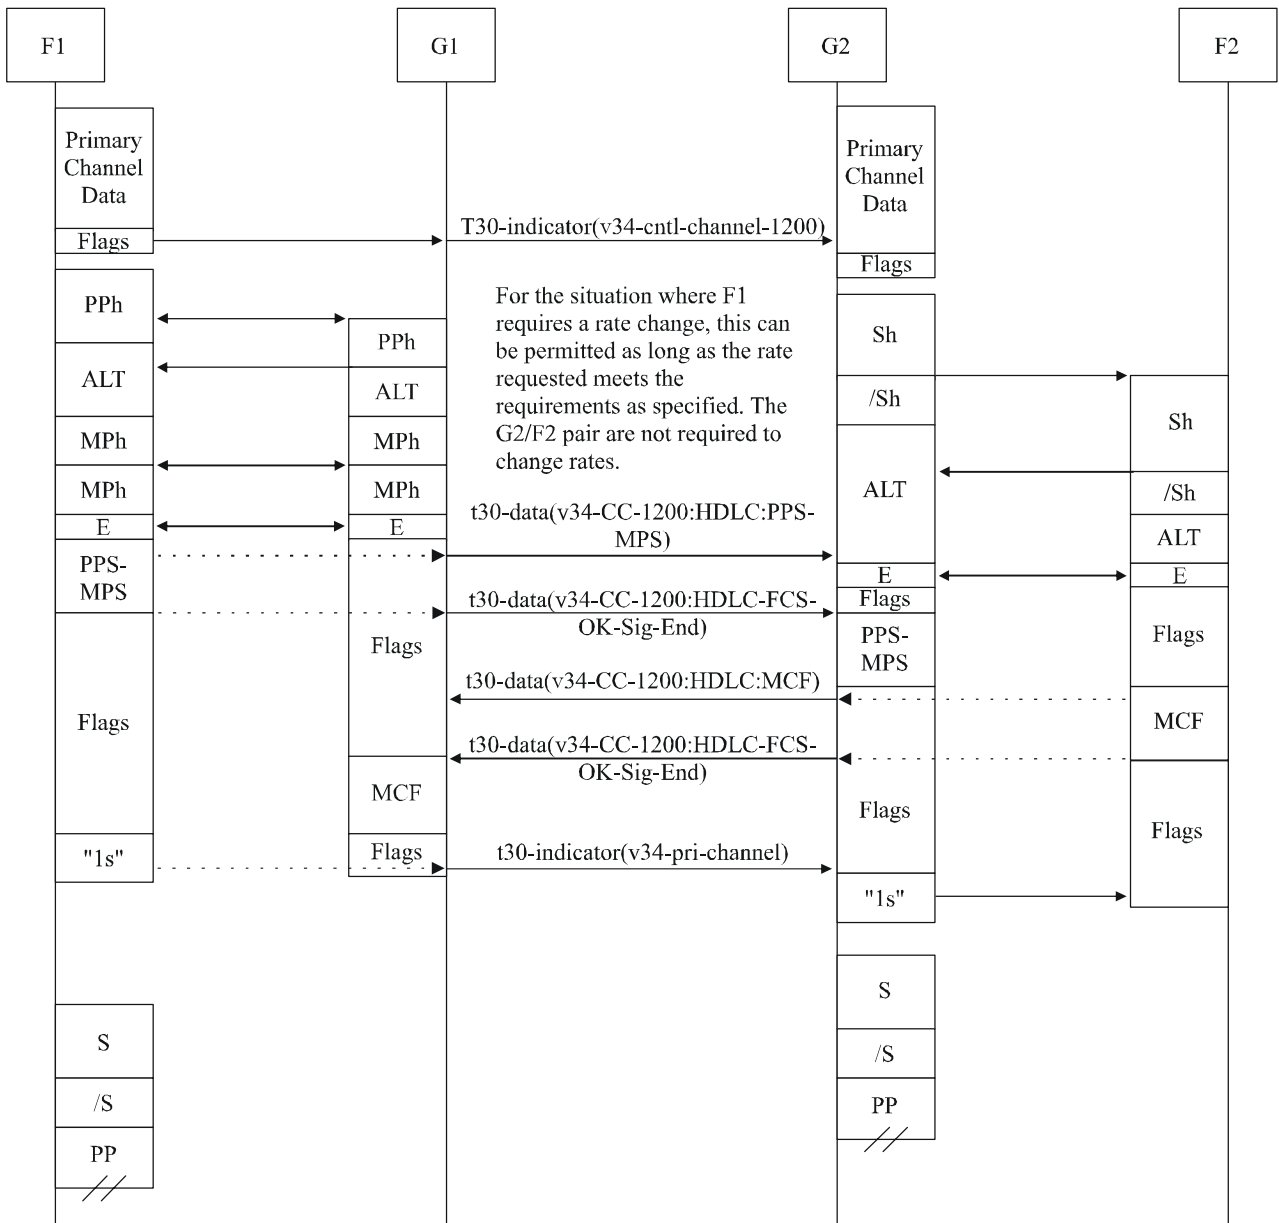 F1
G1
G2
F2
Primary
Channel
Data
Flags
T30-indicator(v34-cntl-channel-1200)
Primary
Channel
Data
Flags
PPh
ALT
MPh
MPh
E
PPS-
MPS
Flags
"1s"
S
/S
PP
PPh
ALT
MPh
MPh
E
Flags
MCF
Flags
For the situation where F1
requires a rate change, this can
be permitted as long as the rate
requested meets the
requirements as specified. The
G2/F2 pair are not required to
change rates.
t30-data(v34-CC-1200:HDLC:PPS-
MPS)
t30-data(v34-CC-1200:HDLC-FCS-
OK-Sig-End)
t30-data(v34-CC-1200:HDLC:MCF)
t30-data(v34-CC-1200:HDLC-FCS-
OK-Sig-End)
t30-indicator(v34-pri-channel)
Sh
/Sh
ALT
E
Flags
PPS-
MPS
Flags
"1s"
S
/S
PP
Sh
/Sh
ALT
E
Flags
MCF
Flags